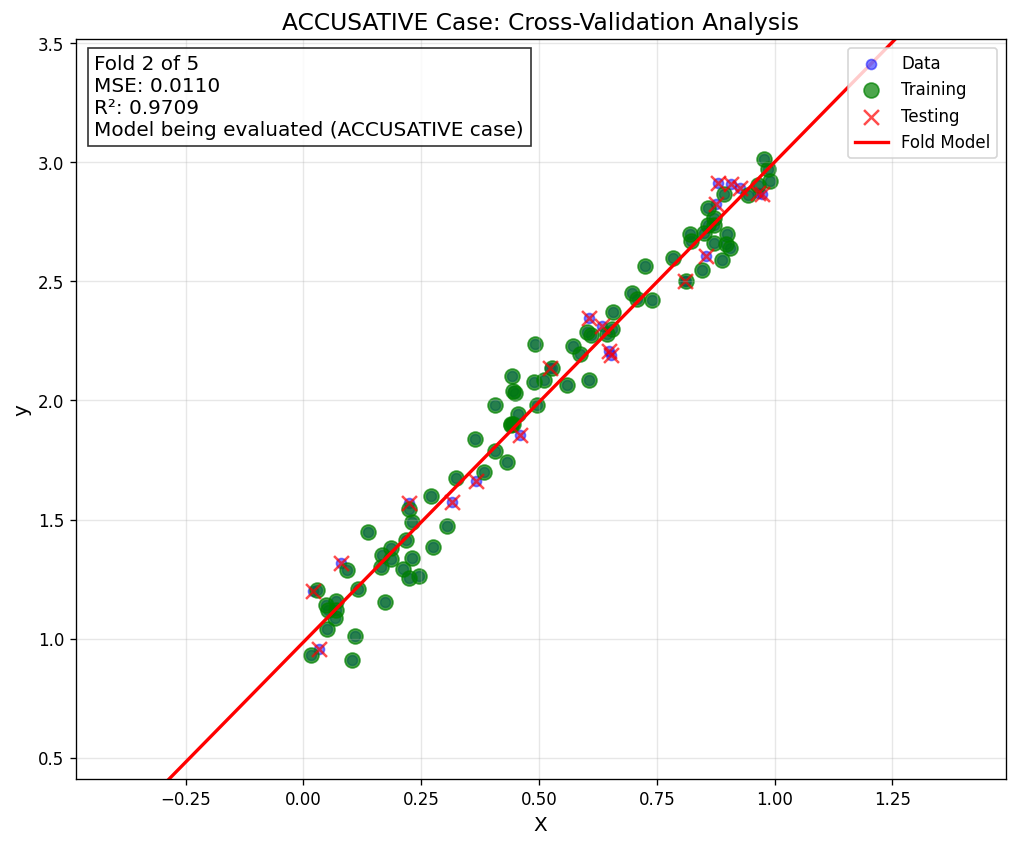 ACCUSATIVE Case: Cross-Validation Analysis
Fold 2 of 5
MSE: 0.0110
R²: 0.9709
Model being evaluated (ACCUSATIVE case)
Data
Training
Testing
Fold Model
3.5
3.0
2.5
2.0
1.5
1.0
0.5
y
−0.25
0.00
0.25
0.50
0.75
1.00
1.25
X